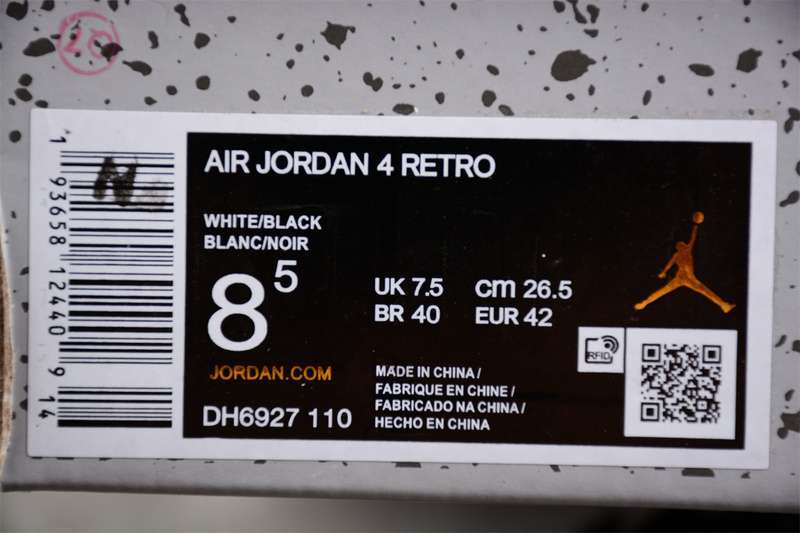 20
1 93658 12440 9 14
N
AIR JORDAN 4 RETRO
WHITE/BLACK
BLANC/NOIR
8 5
UK 7.5 cm 26.5
BR 40 EUR 42
RFID
JORDAN.COM
DH6927 110
MADE IN CHINA /
FABRIQUE EN CHINE /
FABRICADO NA CHINA /
HECHO EN CHINA